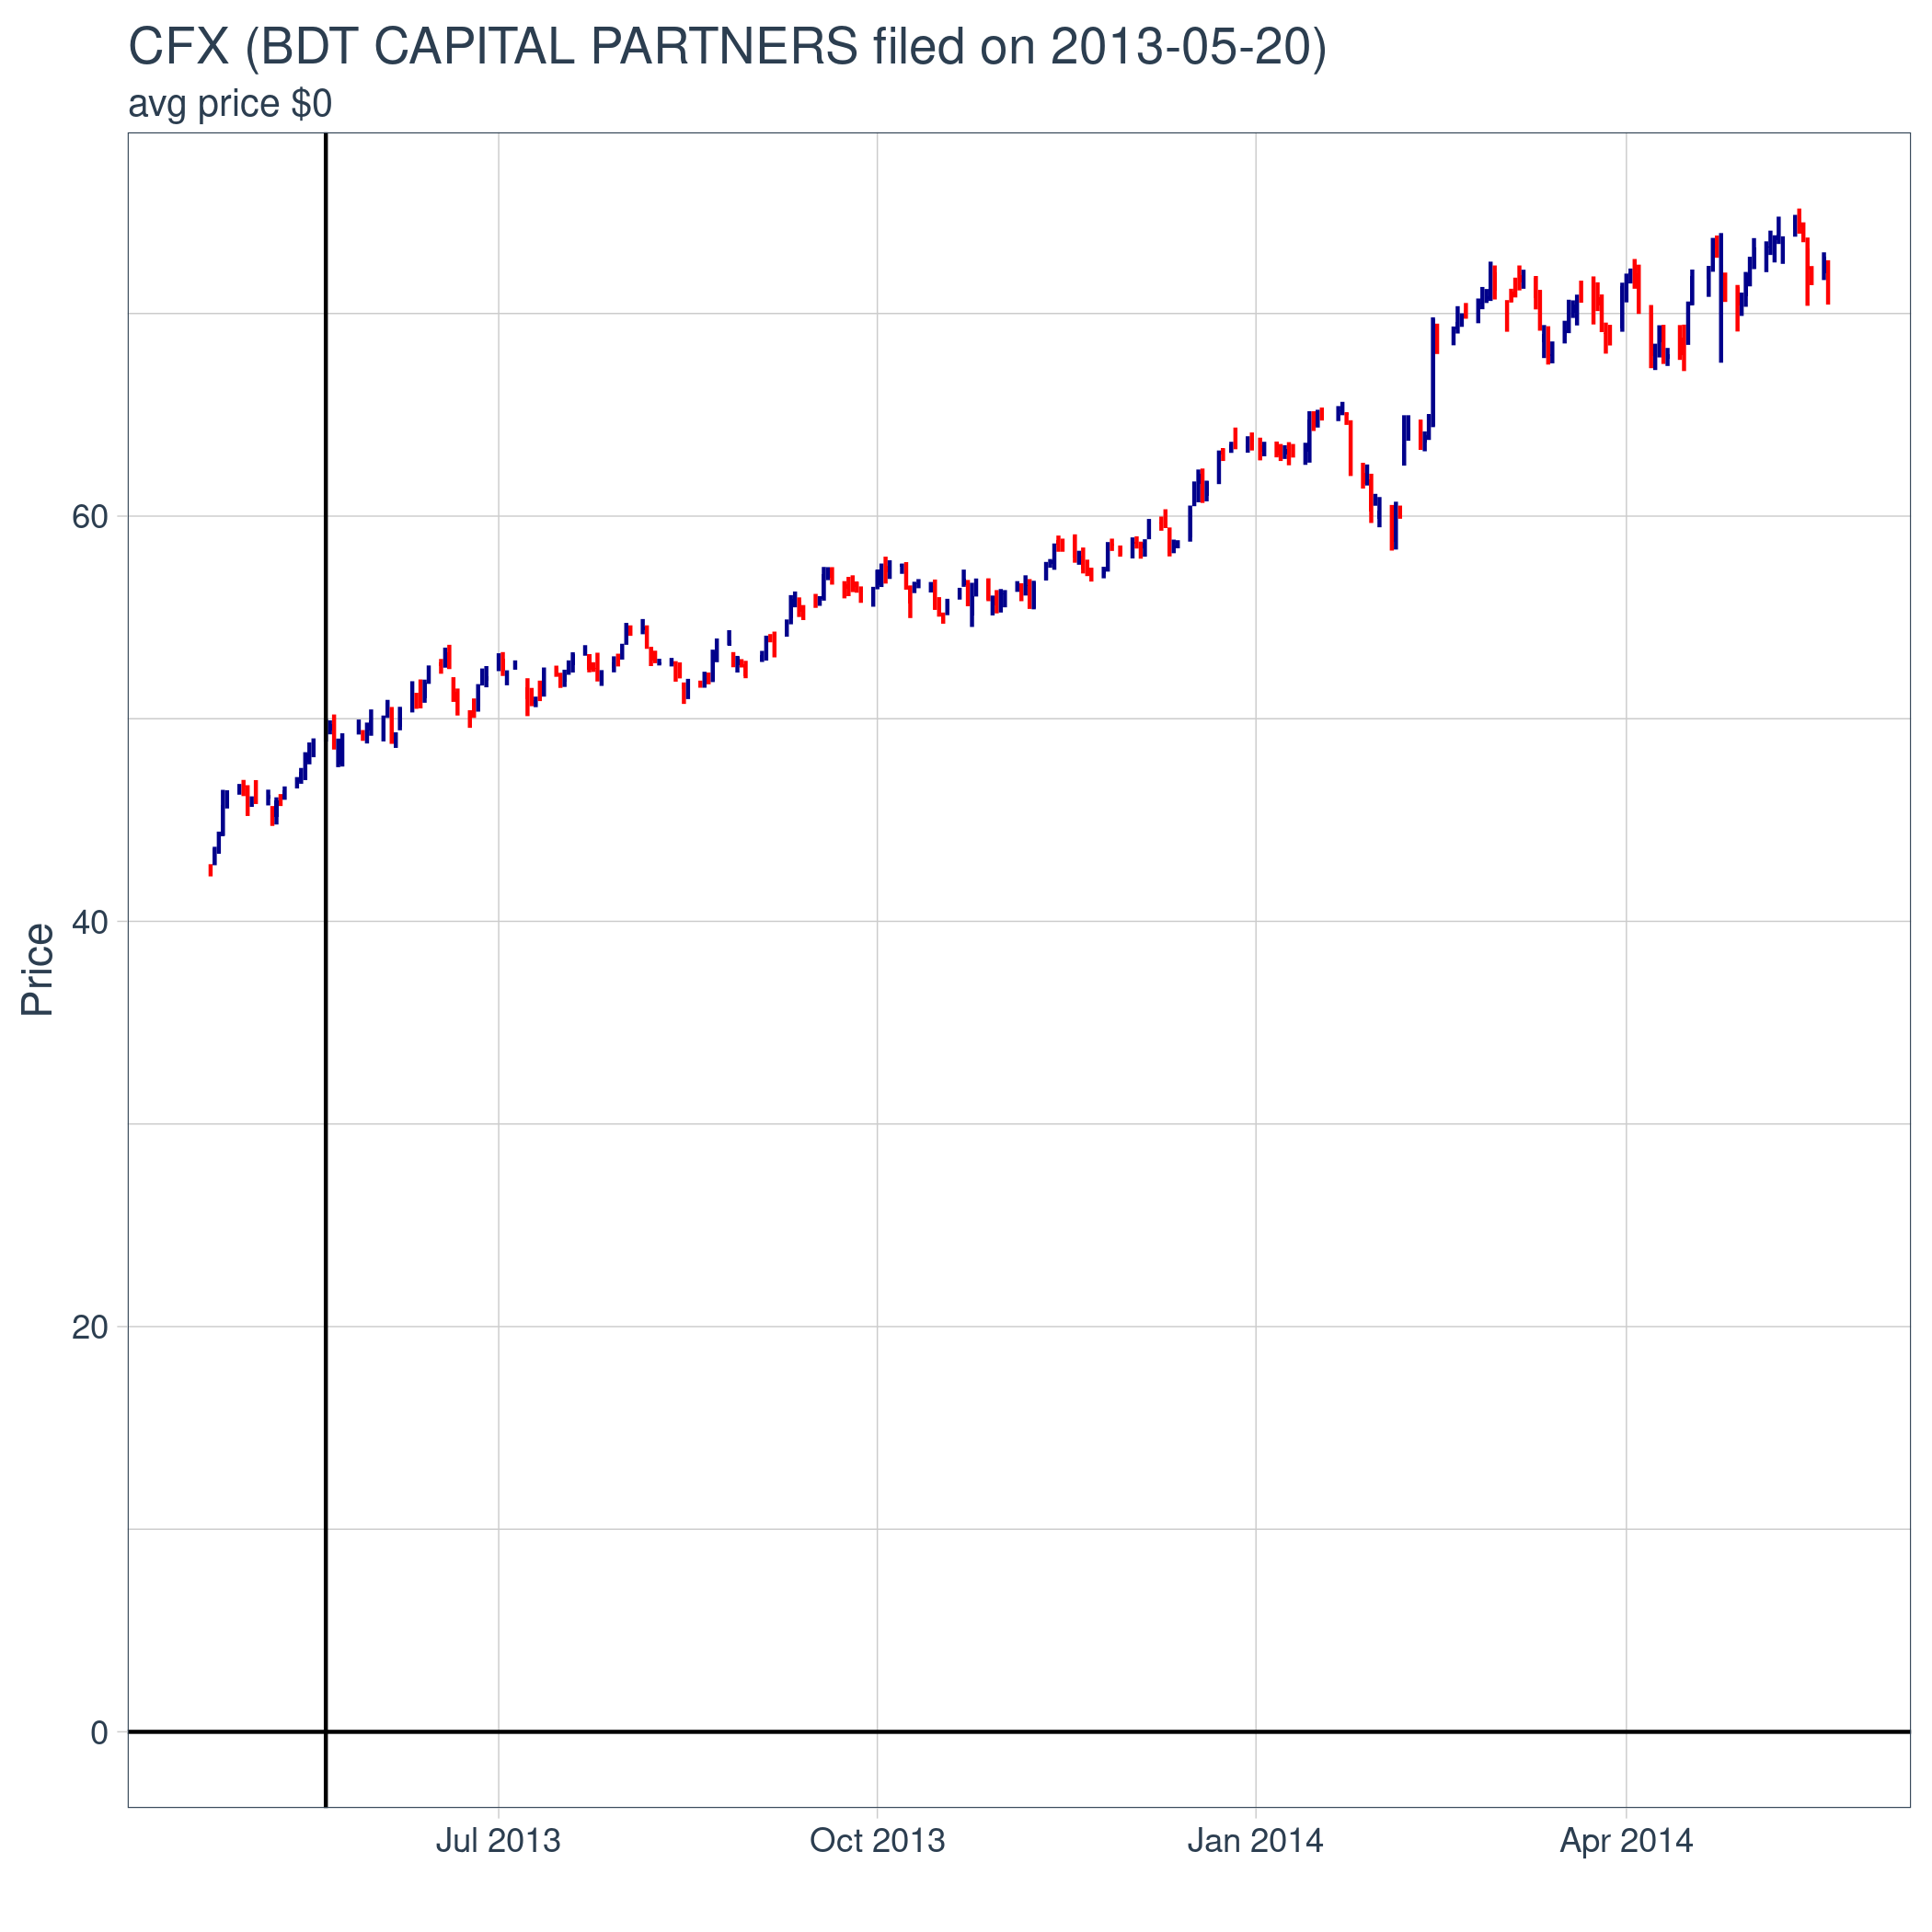 CFX (BDT CAPITAL PARTNERS filed on 2013-05-20)
avg price $0
Price
60
40
20
0
Jul 2013
Oct 2013
Jan 2014
Apr 2014